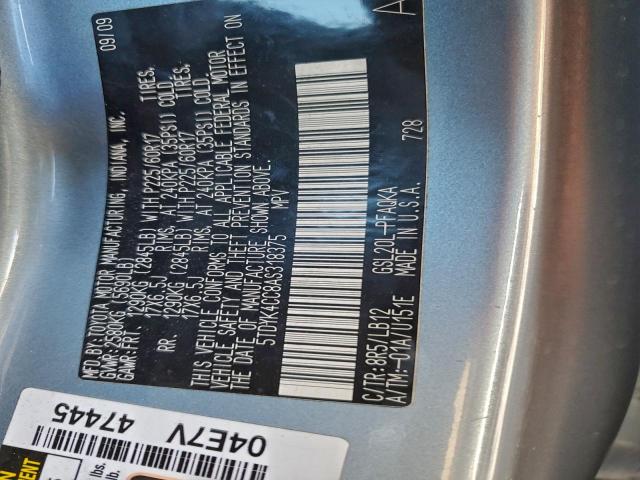 MFD. BY: TOYOTA MOTOR MANUFACTURING, INDIANA, INC. 09/09
GVWR: 2580KG (5690LB)
GAWR: FRT. 1290KG (2845LB) WITH P225/60R17 TIRES,
17X6.5J RIMS, AT 240KPA (35PSI) COLD.
RR. 1290KG (2845LB) WITH P225/60R17 TIRES,
17X6.5J RIMS, AT 240KPA (35PSI) COLD.
THIS VEHICLE CONFORMS TO ALL APPLICABLE FEDERAL MOTOR
VEHICLE SAFETY AND THEFT PREVENTION STANDARDS IN EFFECT ON
THE DATE OF MANUFACTURE SHOWN ABOVE.
5TDYK4CC8AS318375 MPV
C/TR:8R5/LB12 GSL20L-PFAQKA 728
A/TM:-01A/U151E MADE IN U.S.A.
A
47445
04E7V
lbs.
lb.